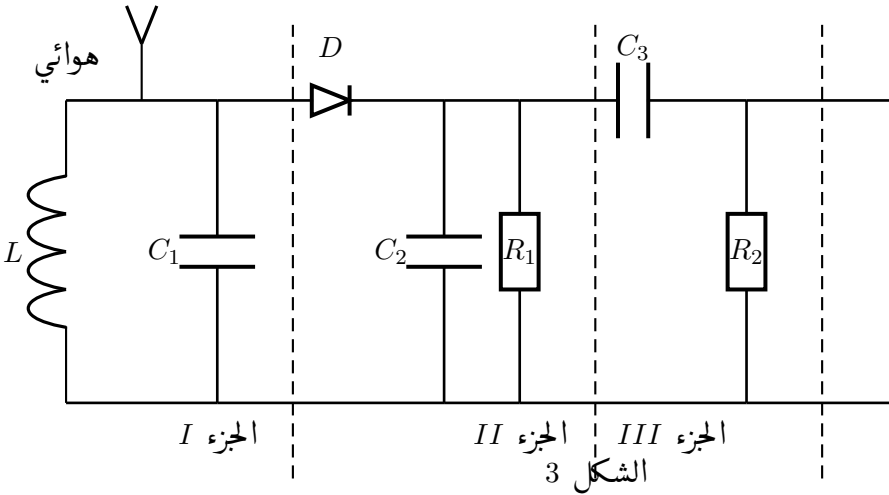 هوائي
D
C3
L
C1
C2
R1
R2
الجزء I
الجزء II
الجزء III
الشكل 3